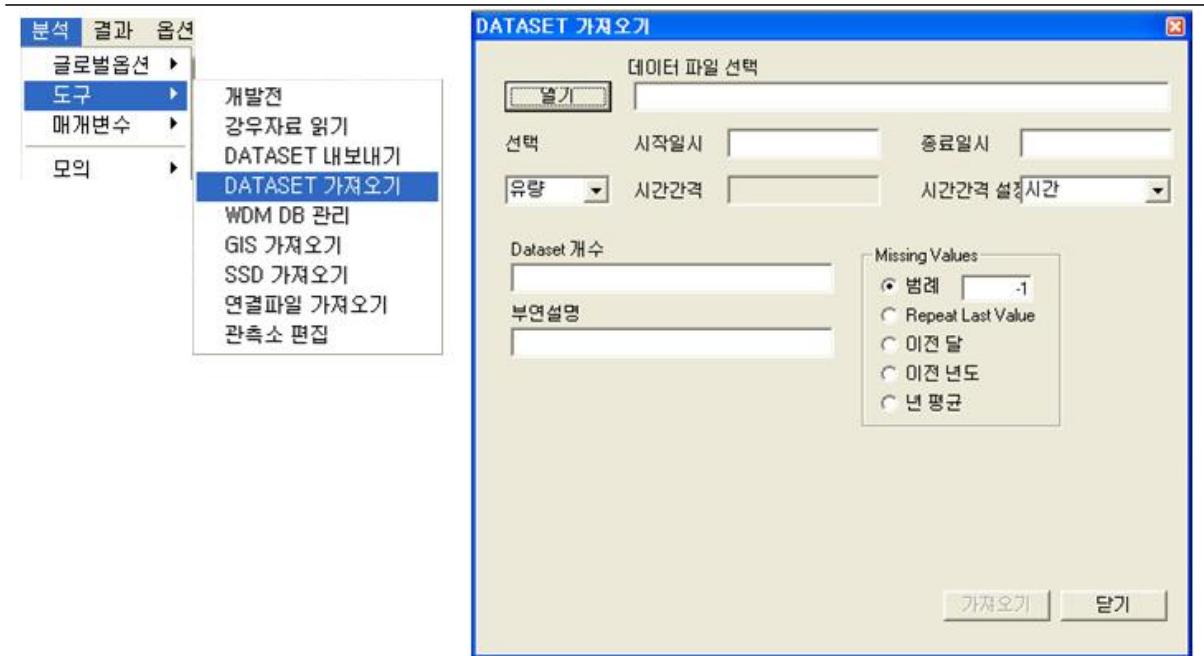 분석 결과 옵션
글로벌옵션
도구
매개변수
모의
개발전
강우자료 읽기
DATASET 내보내기
DATASET 가져오기
WDM DB 관리
GIS 가져오기
SSD 가져오기
연결파일 가져오기
관측소 편집
DATASET 가져오기
데이터 파일 선택
열기
선택 시작일시 종료일시
유량 시간간격 시간간격 설정 시간
Dataset 개수
부연설명
Missing Values
범례 -1
Repeat Last Value
이전 달
이전 년도
년 평균
가져오기 닫기